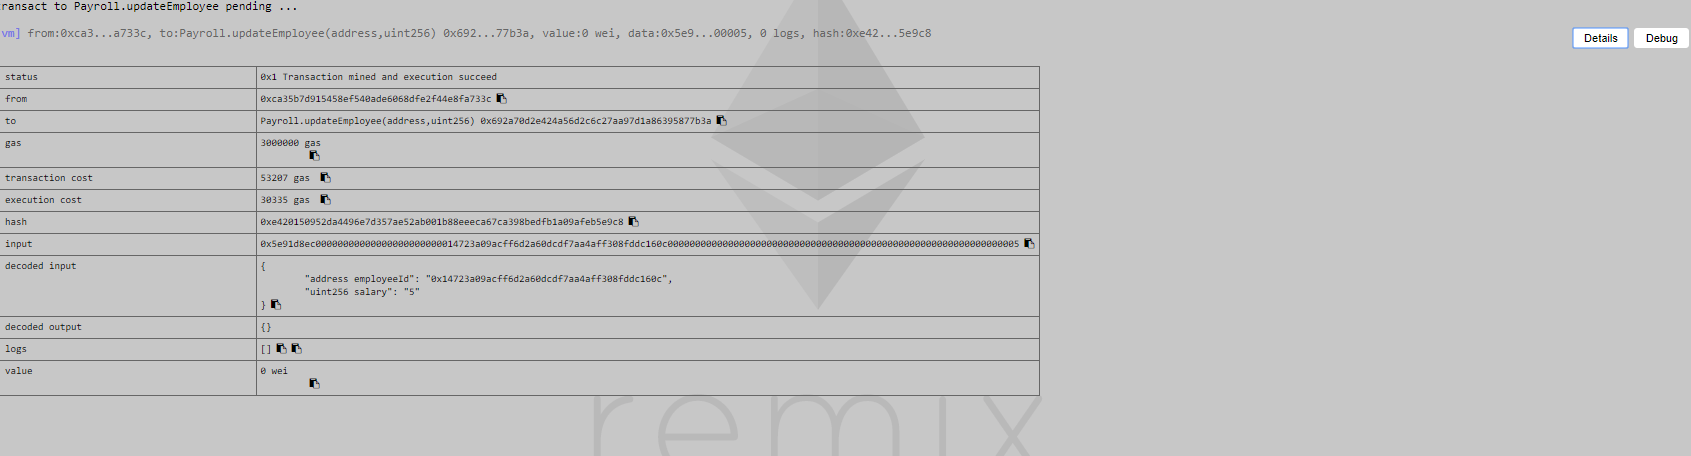 ransact to Payroll.updateEmployee pending ...
vm] from:0xca3...a733c, to:Payroll.updateEmployee(address,uint256) 0x692...77b3a, value:0 wei, data:0x5e9...00005, 0 logs, hash:0xe42...5e9c8
Details Debug
status 0x1 Transaction mined and execution succeed
from 0xca35b7d915458ef540ade6068dfe2f44e8fa733c
to Payroll.updateEmployee(address,uint256) 0x692a70d2e424a56d2c6c27aa97d1a86395877b3a
gas 3000000 gas
transaction cost 53207 gas
execution cost 30335 gas
hash 0xe420150952da4496e7d357ae52ab001b88eeeca67ca398bedfb1a09afeb5e9c8
input 0x5e91d8ec00000000000000000000000014723a09acff6d2a60dcdf7aa4aff308fddc160c0000000000000000000000000000000000000000000000000000000000000005
decoded input {
"address employeeId": "0x14723a09acff6d2a60dcdf7aa4aff308fddc160c",
"uint256 salary": "5"
}
decoded output {}
logs []
value 0 wei
remix